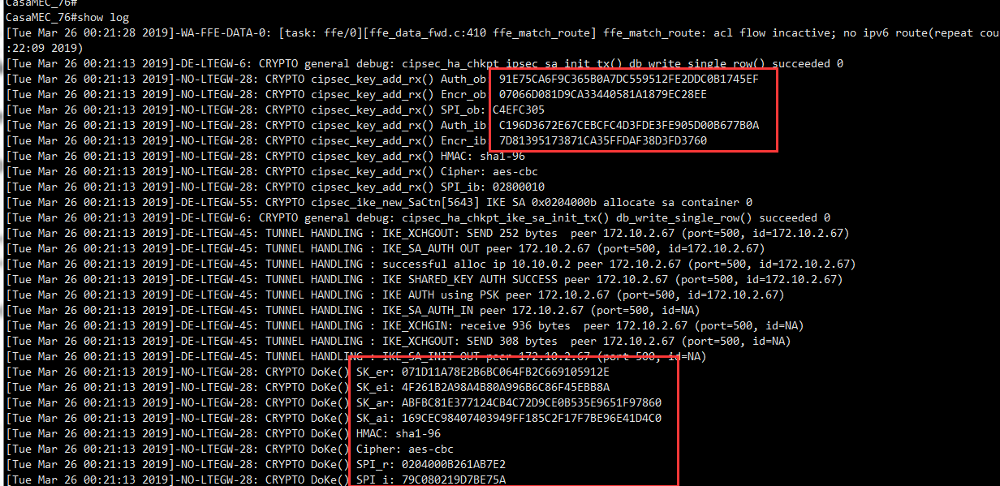 CasaMEC_76#
CasaMEC_76#show log
[Tue Mar 26 00:21:28 2019]-WA-FFE-DATA-0: [task: ffe/0][ffe_data_fwd.c:410 ffe_match_route] ffe_match_route: acl flow incactive; no ipv6 route(repeat cou
:22:09 2019)
[Tue Mar 26 00:21:13 2019]-DE-LTEGW-6: CRYPTO general debug: cipsec_ha_chkpt_ipsec_sa_init_tx() db_write_single_row() succeeded 0
[Tue Mar 26 00:21:13 2019]-NO-LTEGW-28: CRYPTO cipsec_key_add_rx() Auth_ob 91E75CA6F9C365B0A7DC559512FE2DDC0B1745EF
[Tue Mar 26 00:21:13 2019]-NO-LTEGW-28: CRYPTO cipsec_key_add_rx() Encr_ob 07066D081D9CA33440581A1879EC28EE
[Tue Mar 26 00:21:13 2019]-NO-LTEGW-28: CRYPTO cipsec_key_add_rx() SPI_ob: C4EFC305
[Tue Mar 26 00:21:13 2019]-NO-LTEGW-28: CRYPTO cipsec_key_add_rx() Auth_ib C196D3672E67CEBCFC4D3FDE3FE905D00B677B0A
[Tue Mar 26 00:21:13 2019]-NO-LTEGW-28: CRYPTO cipsec_key_add_rx() Encr_ib 7D81395173871CA35FFDAF38D3FD3760
[Tue Mar 26 00:21:13 2019]-NO-LTEGW-28: CRYPTO cipsec_key_add_rx() HMAC: sha1-96
[Tue Mar 26 00:21:13 2019]-NO-LTEGW-28: CRYPTO cipsec_key_add_rx() Cipher: aes-cbc
[Tue Mar 26 00:21:13 2019]-NO-LTEGW-28: CRYPTO cipsec_key_add_rx() SPI_ib: 02800010
[Tue Mar 26 00:21:13 2019]-DE-LTEGW-55: CRYPTO cipsec_ike_new_SaCtn[5643] IKE SA 0x0204000b allocate sa container 0
[Tue Mar 26 00:21:13 2019]-DE-LTEGW-6: CRYPTO general debug: cipsec_ha_chkpt_ike_sa_init_tx() db_write_single_row() succeeded 0
[Tue Mar 26 00:21:13 2019]-DE-LTEGW-45: TUNNEL HANDLING : IKE_XCHGOUT: SEND 252 bytes  peer 172.10.2.67 (port=500, id=172.10.2.67)
[Tue Mar 26 00:21:13 2019]-DE-LTEGW-45: TUNNEL HANDLING : IKE_SA_AUTH OUT peer 172.10.2.67 (port=500, id=172.10.2.67)
[Tue Mar 26 00:21:13 2019]-DE-LTEGW-45: TUNNEL HANDLING : successful alloc ip 10.10.0.2 peer 172.10.2.67 (port=500, id=172.10.2.67)
[Tue Mar 26 00:21:13 2019]-DE-LTEGW-45: TUNNEL HANDLING : IKE SHARED_KEY AUTH SUCCESS peer 172.10.2.67 (port=500, id=172.10.2.67)
[Tue Mar 26 00:21:13 2019]-DE-LTEGW-45: TUNNEL HANDLING : IKE AUTH using PSK peer 172.10.2.67 (port=500, id=172.10.2.67)
[Tue Mar 26 00:21:13 2019]-DE-LTEGW-45: TUNNEL HANDLING : IKE_SA_AUTH_IN peer 172.10.2.67 (port=500, id=NA)
[Tue Mar 26 00:21:13 2019]-DE-LTEGW-45: TUNNEL HANDLING : IKE_XCHGIN: receive 936 bytes  peer 172.10.2.67 (port=500, id=NA)
[Tue Mar 26 00:21:13 2019]-DE-LTEGW-45: TUNNEL HANDLING : IKE_XCHGOUT: SEND 308 bytes  peer 172.10.2.67 (port=500, id=NA)
[Tue Mar 26 00:21:13 2019]-DE-LTEGW-45: TUNNEL HANDLING : IKE_SA_INIT OUT peer 172.10.2.67 (port=500, id=NA)
[Tue Mar 26 00:21:13 2019]-NO-LTEGW-28: CRYPTO DoKe() SK_er: 071D11A78E2B6BC064FB2C669105912E
[Tue Mar 26 00:21:13 2019]-NO-LTEGW-28: CRYPTO DoKe() SK_ei: 4F261B2A98A4B80A996B6C86F45EBB8A
[Tue Mar 26 00:21:13 2019]-NO-LTEGW-28: CRYPTO DoKe() SK_ar: ABFBC81E377124CB4C72D9CE0B535E9651F97860
[Tue Mar 26 00:21:13 2019]-NO-LTEGW-28: CRYPTO DoKe() SK_ai: 169CEC98407403949FF185C2F17F7BE96E41D4C0
[Tue Mar 26 00:21:13 2019]-NO-LTEGW-28: CRYPTO DoKe() HMAC: sha1-96
[Tue Mar 26 00:21:13 2019]-NO-LTEGW-28: CRYPTO DoKe() Cipher: aes-cbc
[Tue Mar 26 00:21:13 2019]-NO-LTEGW-28: CRYPTO DoKe() SPI_r: 0204000B261AB7E2
[Tue Mar 26 00:21:13 2019]-NO-LTEGW-28: CRYPTO DoKe() SPI_i: 79C080219D7BE75A